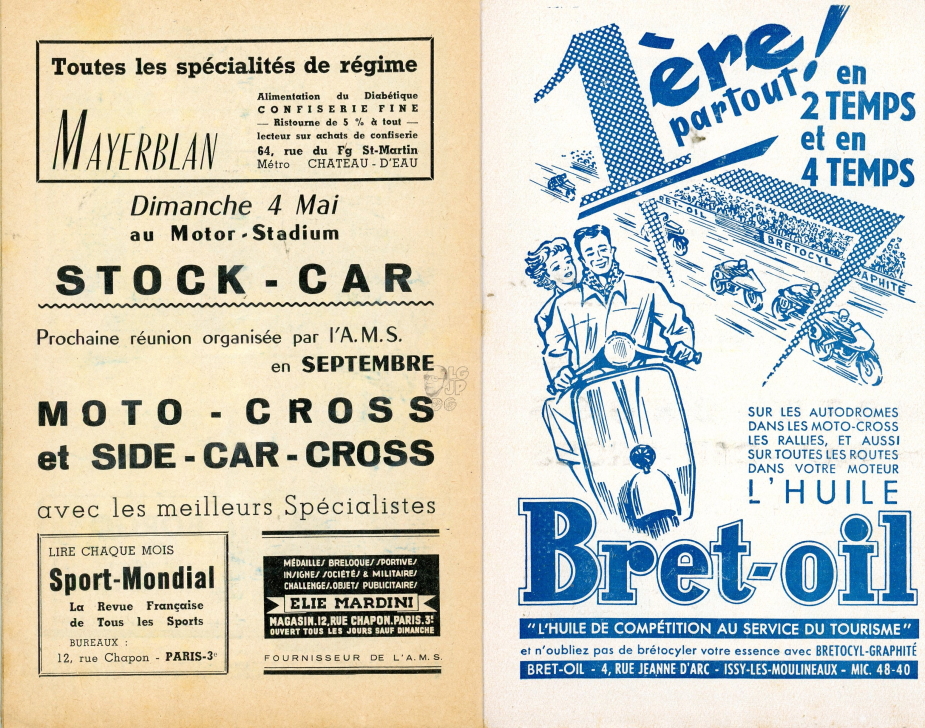 Toutes les spécialités de régime
MAYERBLAN
Alimentation du Diabétique
CONFISERIE FINE
— Ristourne de 5 % à tout —
lecteur sur achats de confiserie
64, rue du Fg St-Martin
Métro CHATEAU-D'EAU
Dimanche 4 Mai
au Motor-Stadium
STOCK-CAR
Prochaine réunion organisée par l'A.M.S.
en SEPTEMBRE
MOTO-CROSS
et SIDE-CAR-CROSS
avec les meilleurs Spécialistes
LIRE CHAQUE MOIS
Sport-Mondial
La Revue Française
de Tous les Sports
BUREAUX :
12, rue Chapon - PARIS-3e
MÉDAILLES BRELOQUES SPORTIVES
INSIGNES SOCIÉTÉS & MILITAIRES
CHALLENGES.OBJETS PUBLICITAIRES
ELIE MARDINI
MAGASIN.12,RUE CHAPON.PARIS.3e
OUVERT TOUS LES JOURS SAUF DIMANCHE
FOURNISSEUR DE L'A.M.S.
1ère!
partout
en
2 TEMPS
et en
4 TEMPS
RET-OIL
BRETOCYL
GRAPHITÉ
SUR LES AUTODROMES
DANS LES MOTO-CROSS
LES RALLIES, ET AUSSI
SUR TOUTES LES ROUTES
DANS VOTRE MOTEUR
L'HUILE
Bret-oil
"L'HUILE DE COMPÉTITION AU SERVICE DU TOURISME"
et n'oubliez pas de brétocyler votre essence avec BRETOCYL-GRAPHITÉ
BRET-OIL - 4, RUE JEANNE D'ARC - ISSY-LES-MOULINEAUX - MIC. 48-40